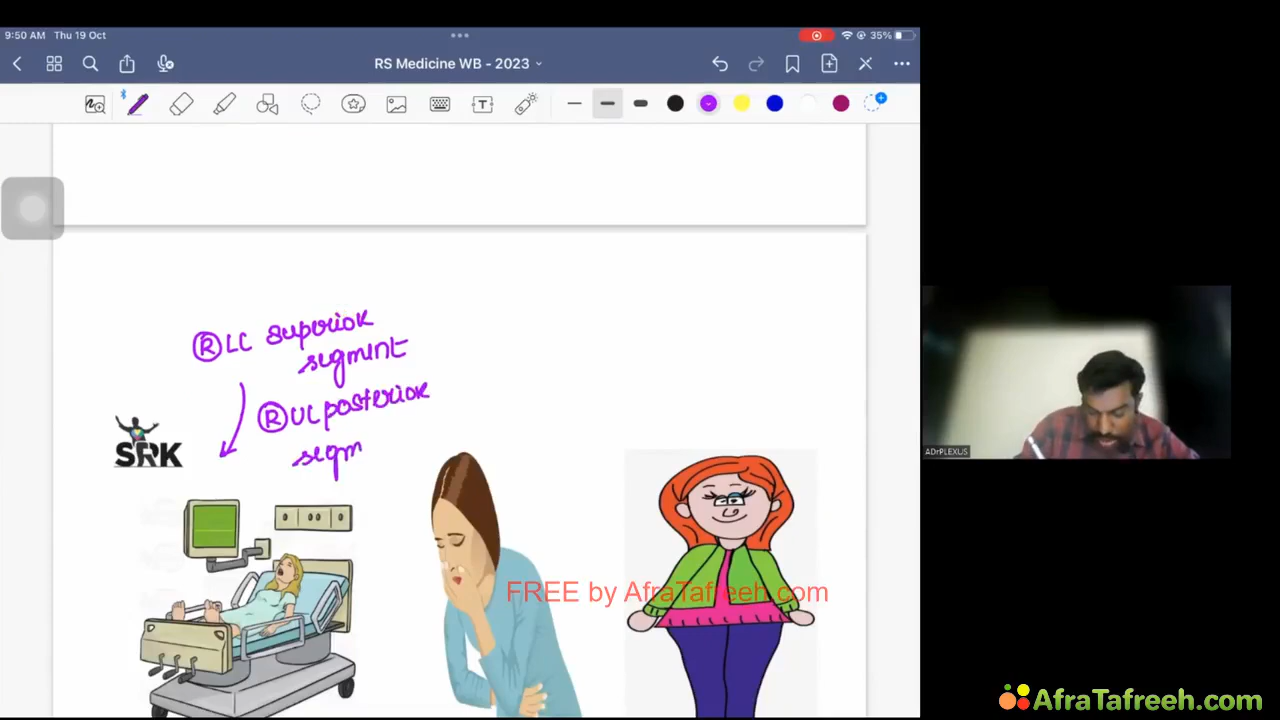 9:50 AM Thu 19 Oct
35%
RS Medicine WB - 2023
T
R LC superior
segment
R UL posterior
segm
SRK
FREE by AfraTafreeh.com
ADrPLEXUS
AfraTafreeh.com